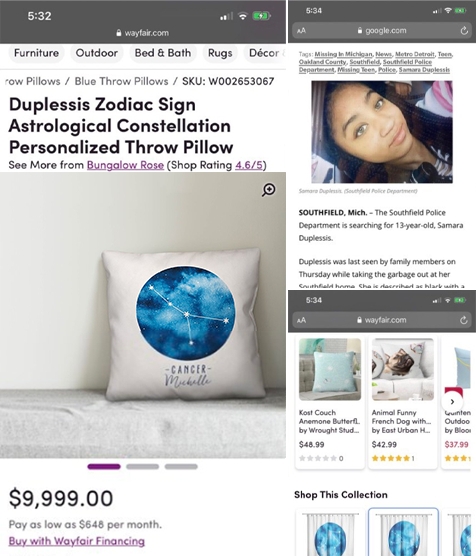 5:32
wayfair.com
Furniture Outdoor Bed & Bath Rugs Décor
row Pillows / Blue Throw Pillows / SKU: W002653067
Duplessis Zodiac Sign
Astrological Constellation
Personalized Throw Pillow
See More from Bungalow Rose (Shop Rating 4.6/5)
-CANCER-
Michelle
$9,999.00
Pay as low as $648 per month.
Buy with Wayfair Financing
5:34
AA google.com
Tags: Missing In Michigan, News, Metro Detroit, Teen,
Oakland County, Southfield, Southfield Police
Department, Missing Teen, Police, Samara Duplessis
Samara Duplessis, (Southfield Police Department)
SOUTHFIELD, Mich. – The Southfield Police
Department is searching for 13-year-old, Samara
Duplessis.
Duplessis was last seen by family members on
Thursday while taking the garbage out at her
Southfield home. She is described as black with a
5:34
AA wayfair.com
Kost Couch
Anemone Butterfl..
by Wrought Stud...
$48.99
0
Animal Funny
French Dog with...
by East Urban H...
$42.99
1
Quinten
Outdoo
by Bloo
$37.99
Shop This Collection